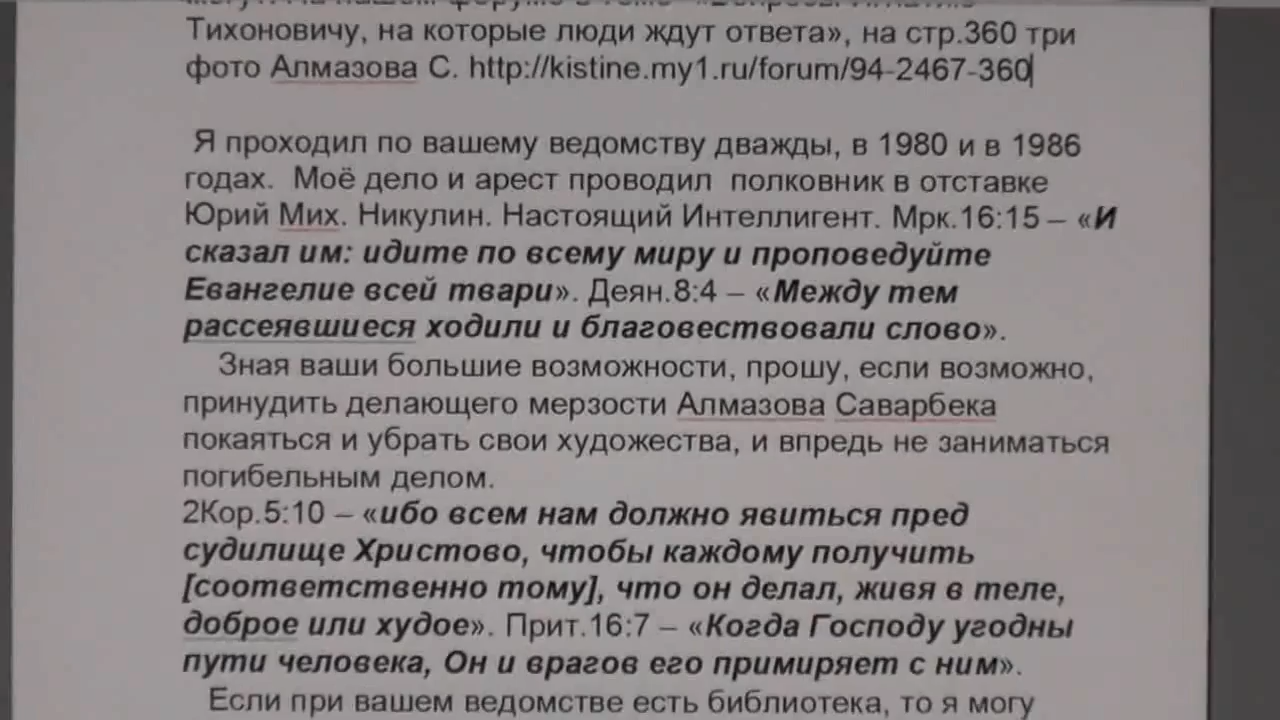 Тихоновичу, на которые люди ждут ответа», на стр.360 три
фото Алмазова С. http://kistine.my1.ru/forum/94-2467-360
Я проходил по вашему ведомству дважды, в 1980 и в 1986
годах. Моё дело и арест проводил полковник в отставке
Юрий Мих. Никулин. Настоящий Интеллигент. Мрк.16:15 – «И
сказал им: идите по всему миру и проповедуйте
Евангелие всей твари». Деян.8:4 – «Между тем
рассеявшиеся ходили и благовествовали слово».
Зная ваши большие возможности, прошу, если возможно,
принудить делающего мерзости Алмазова Саварбека
покаяться и убрать свои художества, и впредь не заниматься
погибельным делом.
2Кор.5:10 – «ибо всем нам должно явиться пред
судилище Христово, чтобы каждому получить
[соответственно тому], что он делал, живя в теле,
доброе или худое». Прит.16:7 – «Когда Господу угодны
пути человека, Он и врагов его примиряет с ним».
Если при вашем ведомстве есть библиотека, то я могу